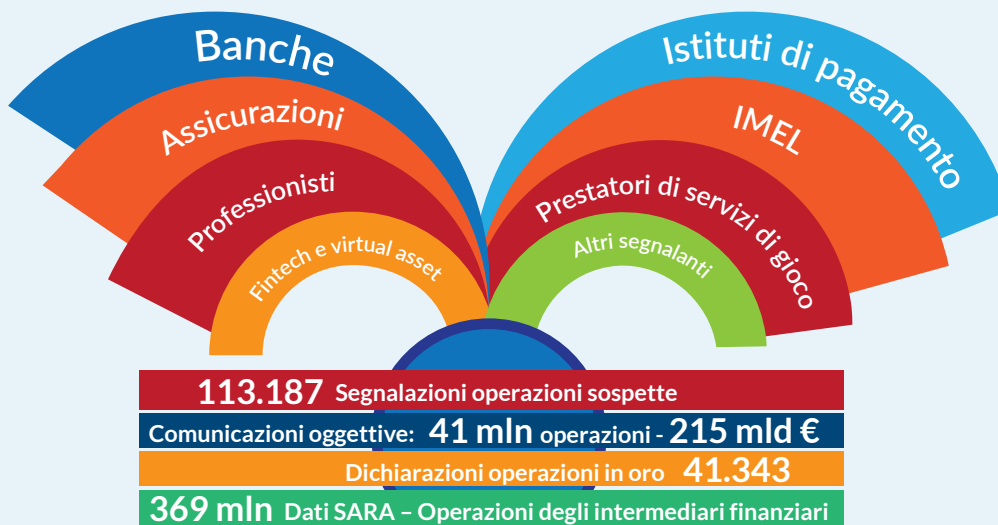 Banche
Assicurazioni
Professionisti
Fintech e virtual asset
Istituti di pagamento
IMEL
Prestatori di servizi di gioco
Altri segnalanti
113.187 Segnalazioni operazioni sospette
Comunicazioni oggettive: 41 mln operazioni - 215 mld €
Dichiarazioni operazioni in oro 41.343
369 mln Dati SARA – Operazioni degli intermediari finanziari